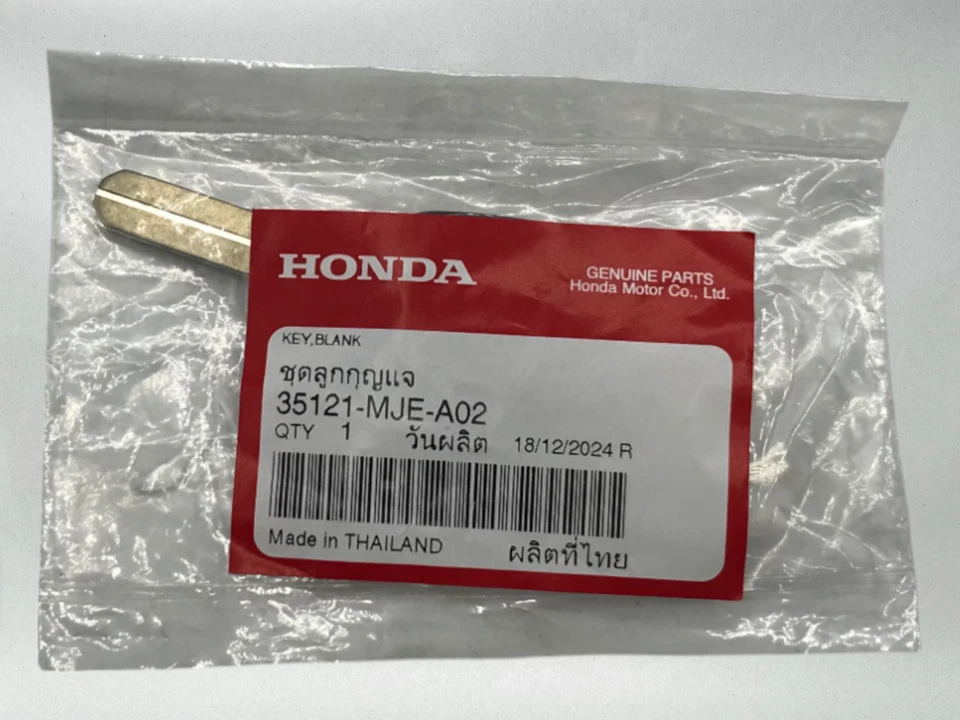 HONDA
GENUINE PARTS
Honda Motor Co., Ltd.
KEY,BLANK
ชุดลูกกุญแจ
35121-MJE-A02
QTY 1 วันผลิต 18/12/2024 R
Made in THAILAND ผลิตที่ไทย